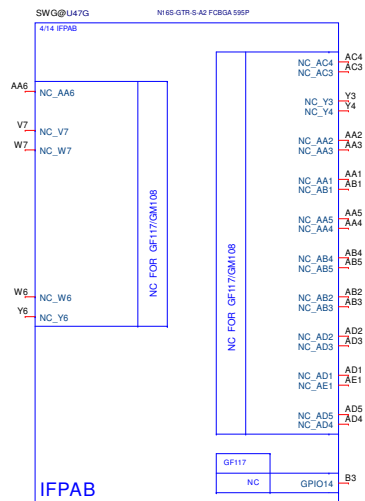 SWG@U47G N16S-GTR-S-A2 FCBGA 595P
4/14 IFPAB
AA6 NC_AA6
V7 NC_V7
W7 NC_W7
W6 NC_W6
Y6 NC_Y6
NC FOR GF117/GM108
NC FOR GF117/GM108
NC_AC4 AC4
NC_AC3 AC3
NC_Y3 Y3
NC_Y4 Y4
NC_AA2 AA2
NC_AA3 AA3
NC_AA1 AA1
NC_AB1 AB1
NC_AA5 AA5
NC_AA4 AA4
NC_AB4 AB4
NC_AB5 AB5
NC_AB2 AB2
NC_AB3 AB3
NC_AD2 AD2
NC_AD3 AD3
NC_AD1 AD1
NC_AE1 AE1
NC_AD5 AD5
NC_AD4 AD4
GF117
NC GPIO14 B3
IFPAB